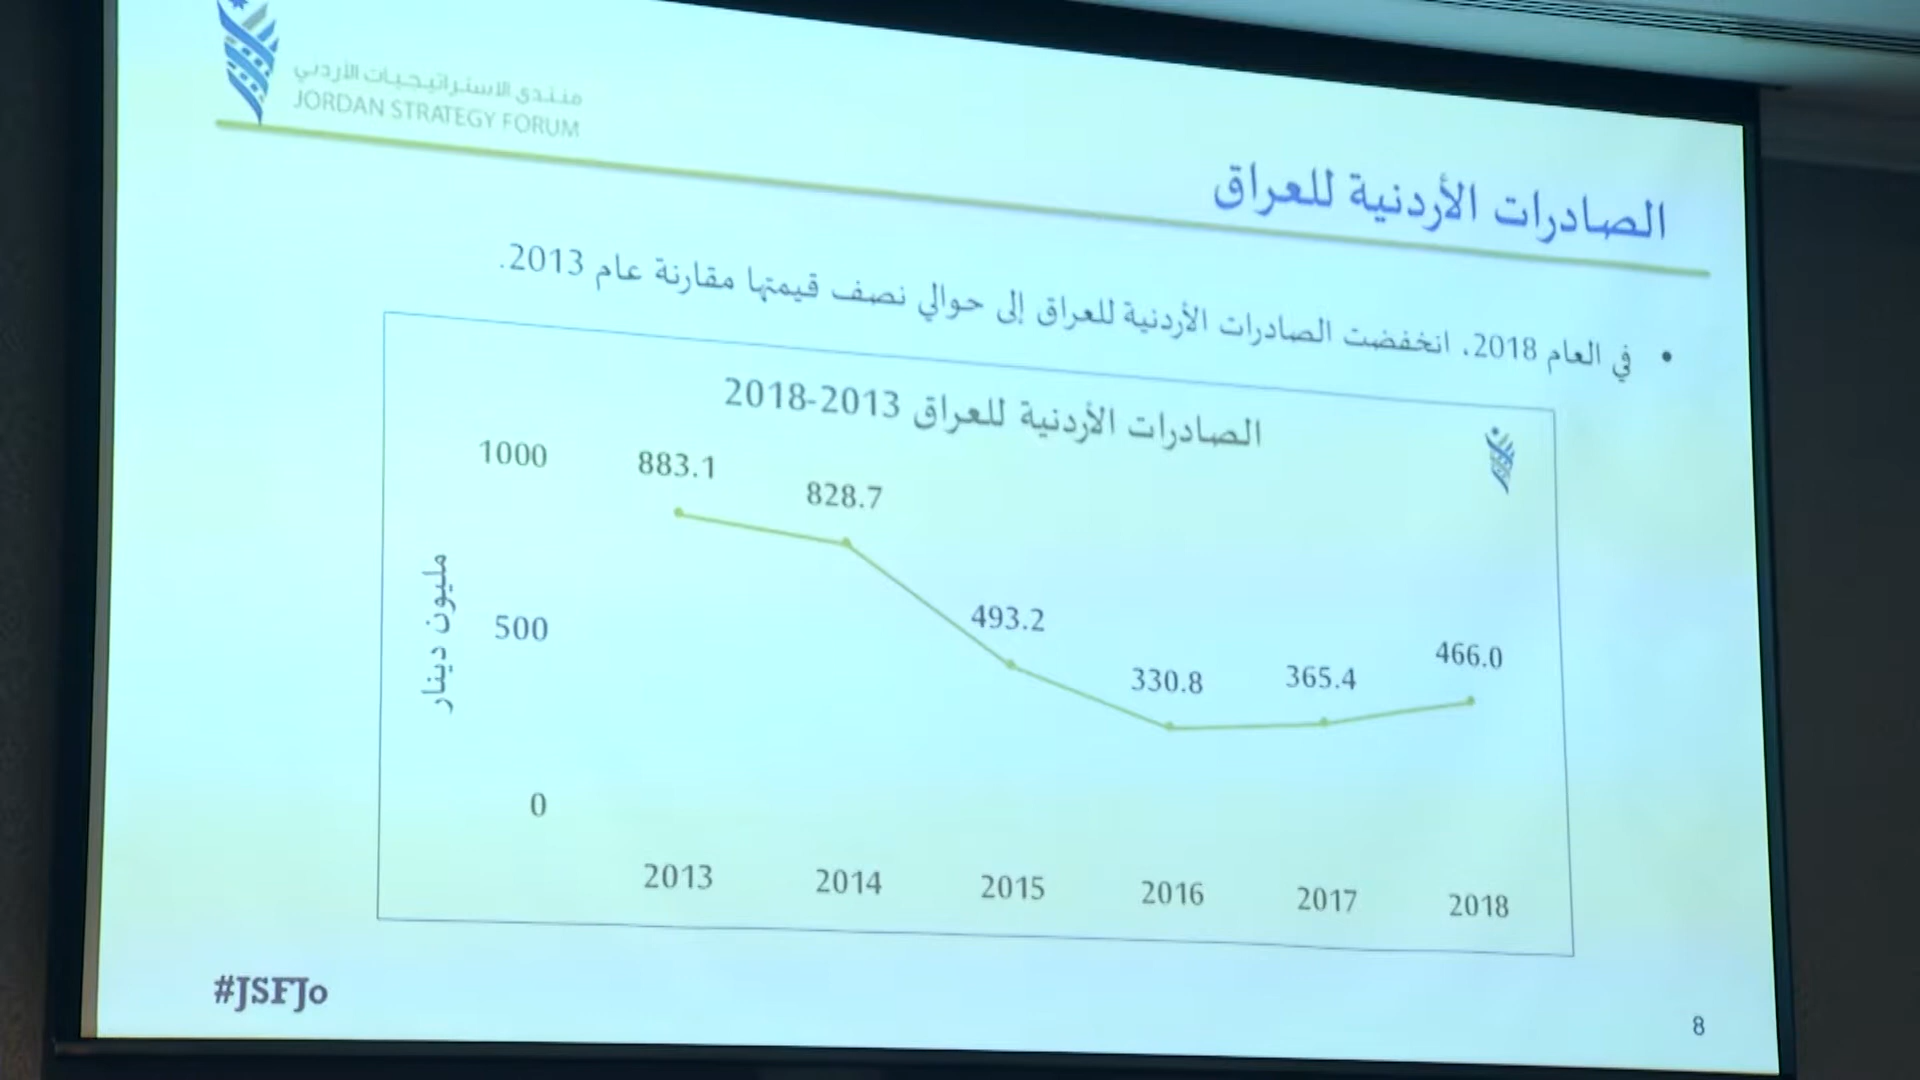 منتدى الاستراتيجيات الأردني
JORDAN STRATEGY FORUM
الصادرات الأردنية للعراق
• في العام 2018، انخفضت الصادرات الأردنية للعراق إلى حوالي نصف قيمتها مقارنة عام 2013.
الصادرات الأردنية للعراق 2013-2018
مليون دينار
1000
500
0
883.1
828.7
493.2
330.8
365.4
466.0
2013 2014 2015 2016 2017 2018
#JSFJo
8